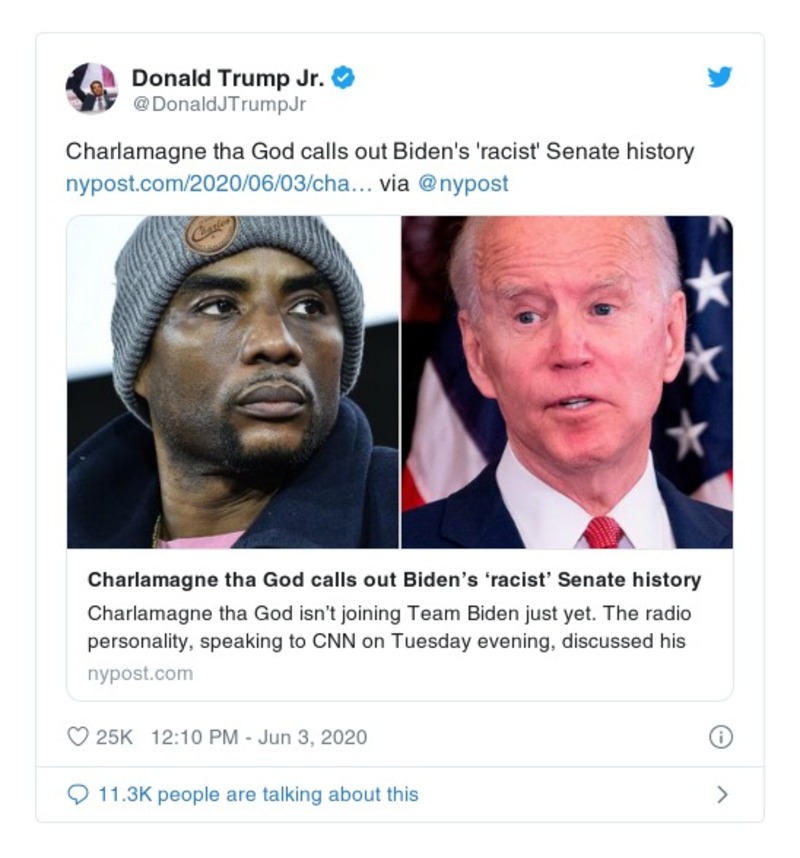 Donald Trump Jr.
@DonaldJTrumpJr
Charlamagne tha God calls out Biden's 'racist' Senate history
nypost.com/2020/06/03/cha… via @nypost
Charles
Charlamagne tha God calls out Biden’s ‘racist’ Senate history
Charlamagne tha God isn’t joining Team Biden just yet. The radio
personality, speaking to CNN on Tuesday evening, discussed his
nypost.com
25K 12:10 PM - Jun 3, 2020
11.3K people are talking about this